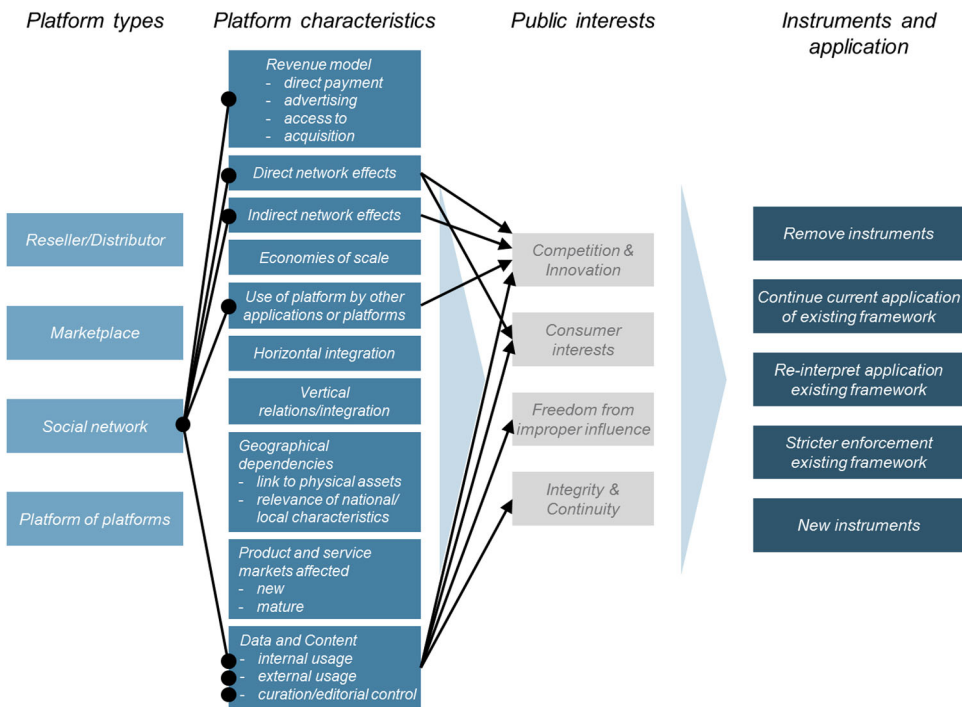 Platform types
Platform characteristics
Public interests
Instruments and
application
Reseller/Distributor
Marketplace
Social network
Platform of platforms
Revenue model
- direct payment
- advertising
- access to
- acquisition
Direct network effects
Indirect network effects
Economies of scale
Use of platform by other
applications or platforms
Horizontal integration
Vertical
relations/integration
Geographical
dependencies
- link to physical assets
- relevance of national/
local characteristics
Product and service
markets affected
- new
- mature
Data and Content
- internal usage
- external usage
- curation/editorial control
Competition &
Innovation
Consumer
interests
Freedom from
improper influence
Integrity &
Continuity
Remove instruments
Continue current application
of existing framework
Re-interpret application
existing framework
Stricter enforcement
existing framework
New instruments